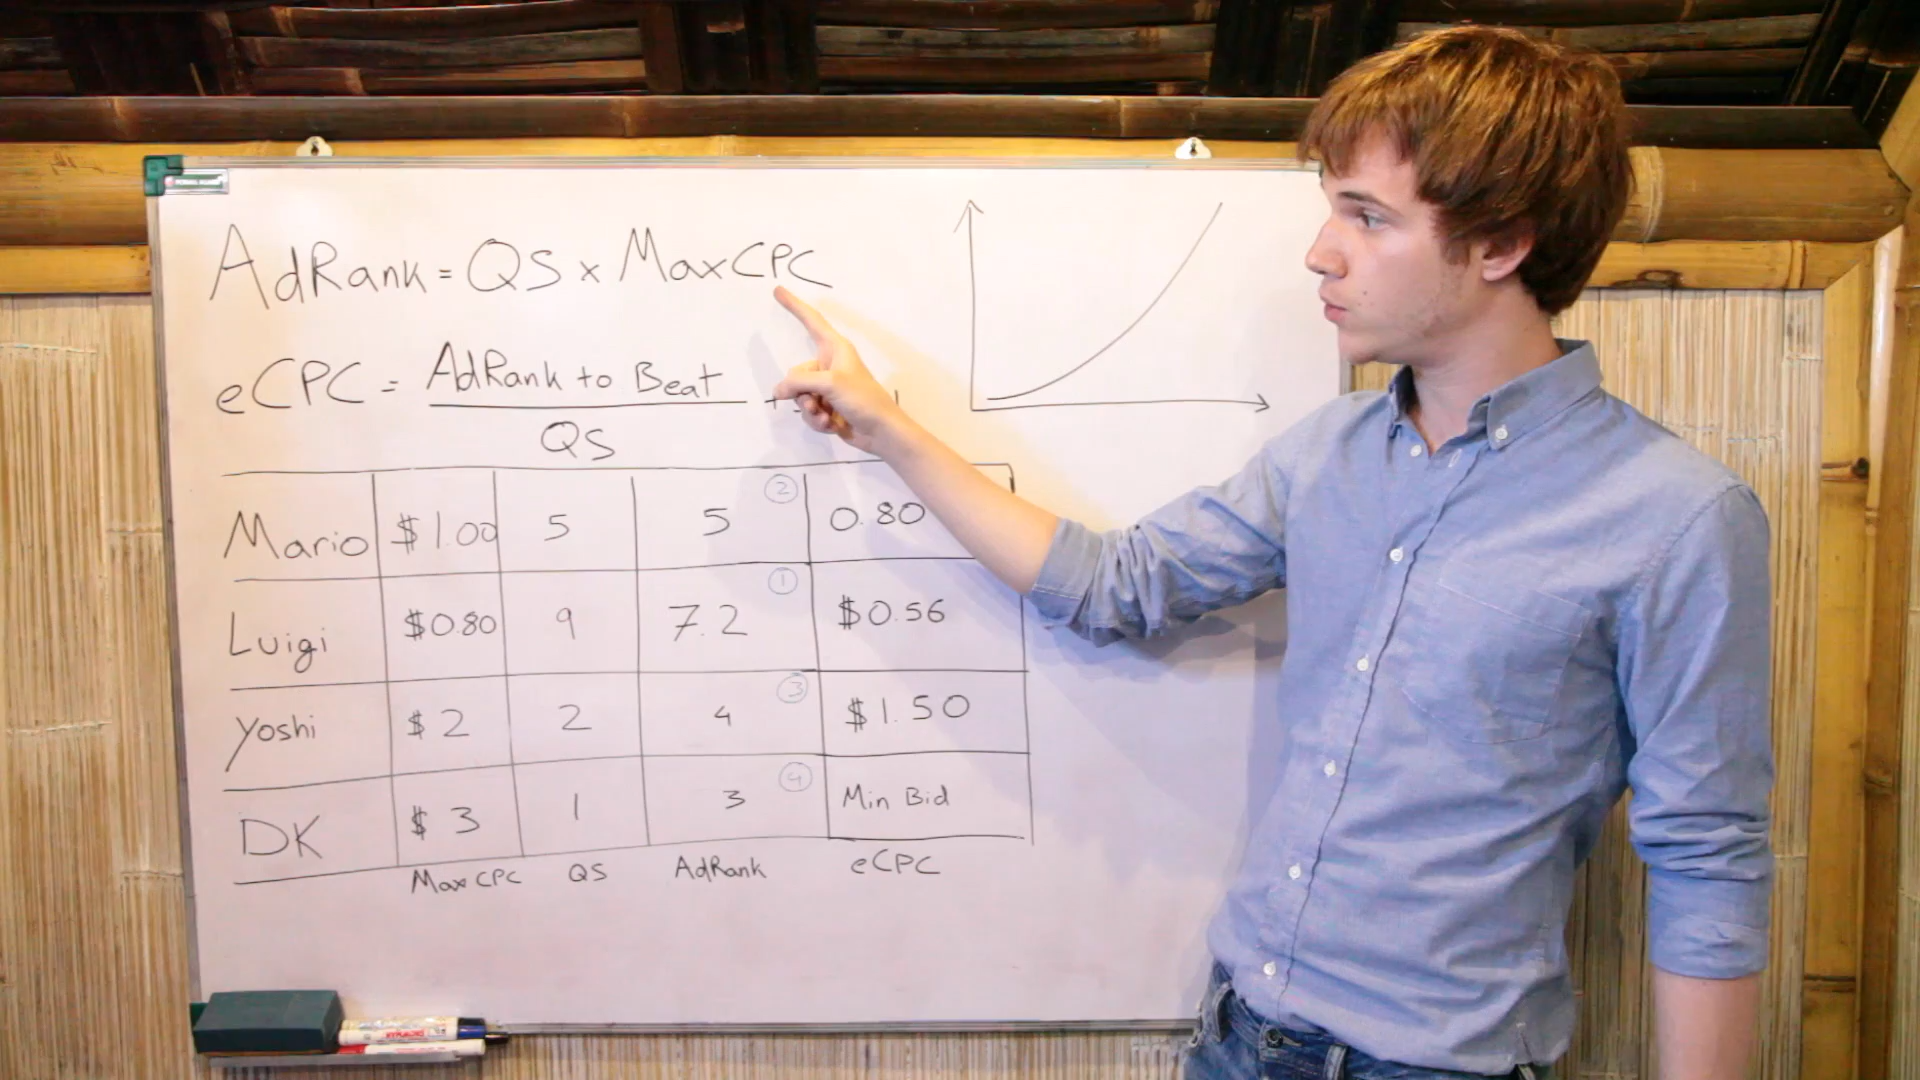 AdRank = QS x MaxCPC
eCPC = AdRank to Beat
QS
Mario $1.00 5 5 2 0.80
Luigi $0.80 9 7.2 1 $0.56
Yoshi $2 2 4 3 $1.50
DK $3 1 3 4 Min Bid
MaxCPC QS AdRank eCPC